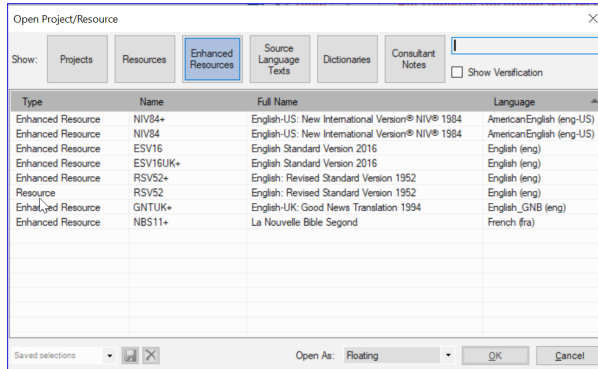 Open Project/Resource
Show: Projects Resources Enhanced Resources Source Language Texts Dictionaries Consultant Notes
Show Versification
Type Name Full Name Language
Enhanced Resource NIV84+ English-US: New International Version® NIV® 1984 AmericanEnglish (eng-US)
Enhanced Resource NIV84 English-US: New International Version® NIV® 1984 AmericanEnglish (eng-US)
Enhanced Resource ESV16 English Standard Version 2016 English (eng)
Enhanced Resource ESV16UK+ English Standard Version 2016 English (eng)
Enhanced Resource RSV52+ English: Revised Standard Version 1952 English (eng)
Resource RSV52 English: Revised Standard Version 1952 English (eng)
Enhanced Resource GNTUK+ English-UK: Good News Translation 1994 English_GNB (eng)
Enhanced Resource NBS11+ La Nouvelle Bible Segond French (fra)
Saved selections Open As: Floating OK Cancel